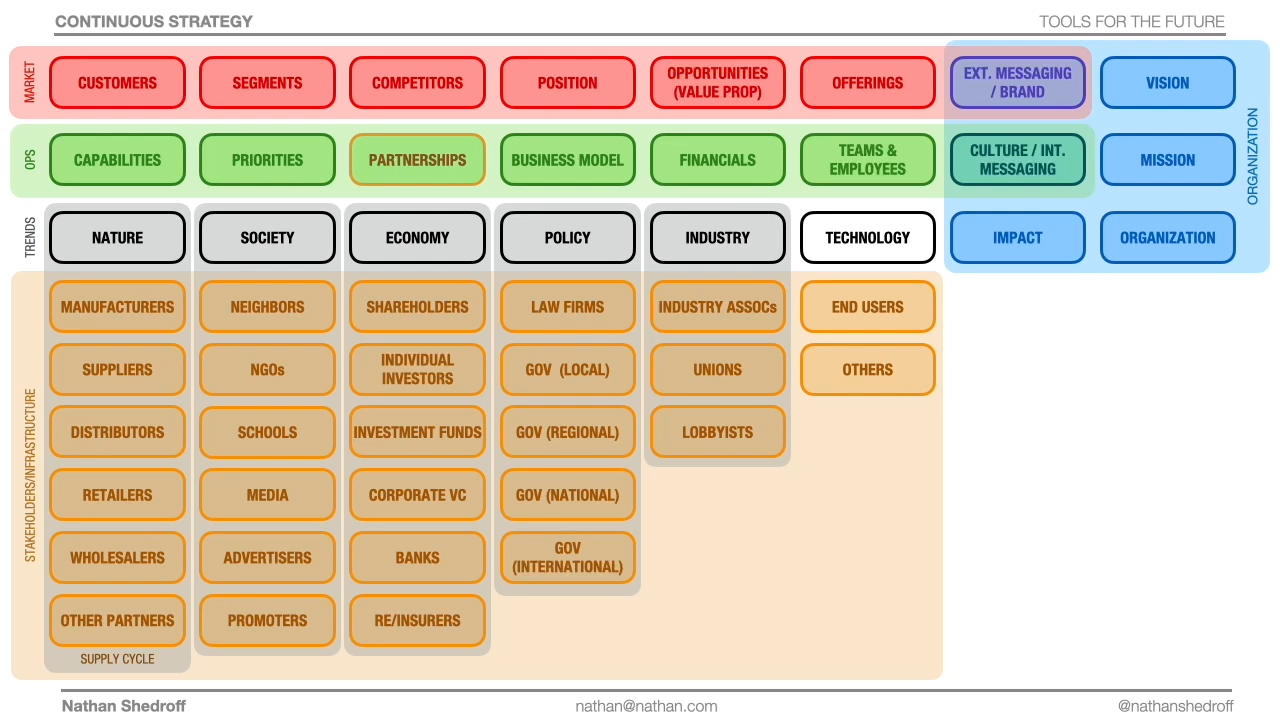 CONTINUOUS STRATEGY
TOOLS FOR THE FUTURE
MARKET
CUSTOMERS
SEGMENTS
COMPETITORS
POSITION
OPPORTUNITIES
(VALUE PROP)
OFFERINGS
EXT. MESSAGING
/ BRAND
VISION
ORGANIZATION
OPS
CAPABILITIES
PRIORITIES
PARTNERSHIPS
BUSINESS MODEL
FINANCIALS
TEAMS &
EMPLOYEES
CULTURE / INT.
MESSAGING
MISSION
TRENDS
NATURE
SOCIETY
ECONOMY
POLICY
INDUSTRY
TECHNOLOGY
IMPACT
ORGANIZATION
STAKEHOLDERS/INFRASTRUCTURE
MANUFACTURERS
NEIGHBORS
SHAREHOLDERS
LAW FIRMS
INDUSTRY ASSOCs
END USERS
SUPPLIERS
NGOs
INDIVIDUAL
INVESTORS
GOV (LOCAL)
UNIONS
OTHERS
DISTRIBUTORS
SCHOOLS
INVESTMENT FUNDS
GOV (REGIONAL)
LOBBYISTS
RETAILERS
MEDIA
CORPORATE VC
GOV (NATIONAL)
WHOLESALERS
ADVERTISERS
BANKS
GOV
(INTERNATIONAL)
OTHER PARTNERS
PROMOTERS
RE/INSURERS
SUPPLY CYCLE
Nathan Shedroff
nathan@nathan.com
@nathanshedroff